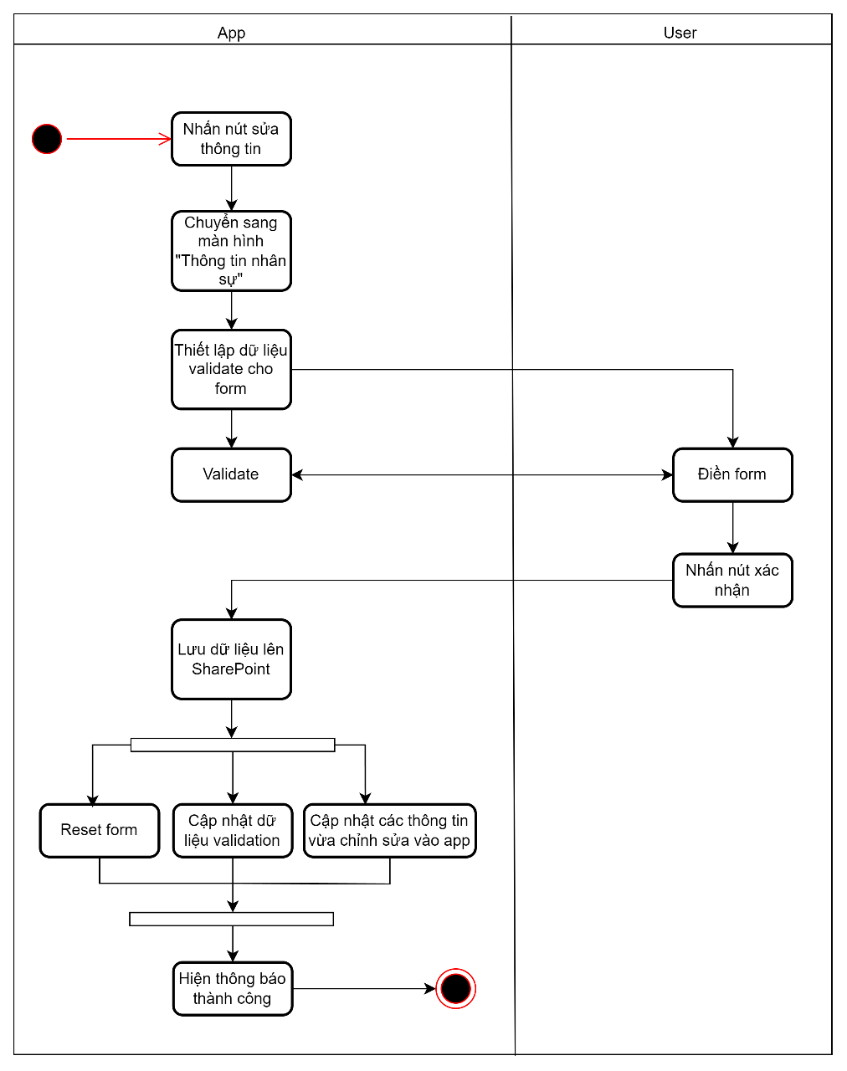 App
User
Nhấn nút sửa
thông tin
Chuyển sang
màn hình
"Thông tin nhân
sự"
Thiết lập dữ liệu
validate cho
form
Validate
Điền form
Nhấn nút xác
nhận
Lưu dữ liệu lên
SharePoint
Reset form
Cập nhật dữ
liệu validation
Cập nhật các thông tin
vừa chỉnh sửa vào app
Hiện thông báo
thành công